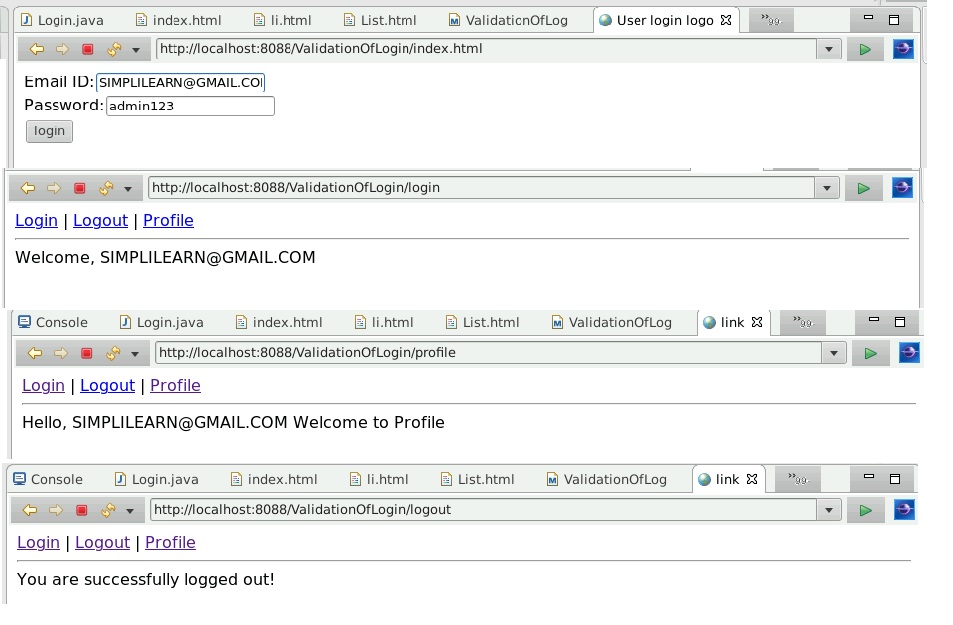 Login.java index.html li.html List.html ValidationOfLog User login logo »99₊
http://localhost:8088/ValidationOfLogin/index.html
Email ID: SIMPLILEARN@GMAIL.CO
Password: admin123
login
http://localhost:8088/ValidationOfLogin/login
Login | Logout | Profile
Welcome, SIMPLILEARN@GMAIL.COM
Console Login.java index.html li.html List.html ValidationOfLog link »99₊
http://localhost:8088/ValidationOfLogin/profile
Login | Logout | Profile
Hello, SIMPLILEARN@GMAIL.COM Welcome to Profile
Console Login.java index.html li.html List.html ValidationOfLog link »99₊
http://localhost:8088/ValidationOfLogin/logout
Login | Logout | Profile
You are successfully logged out!